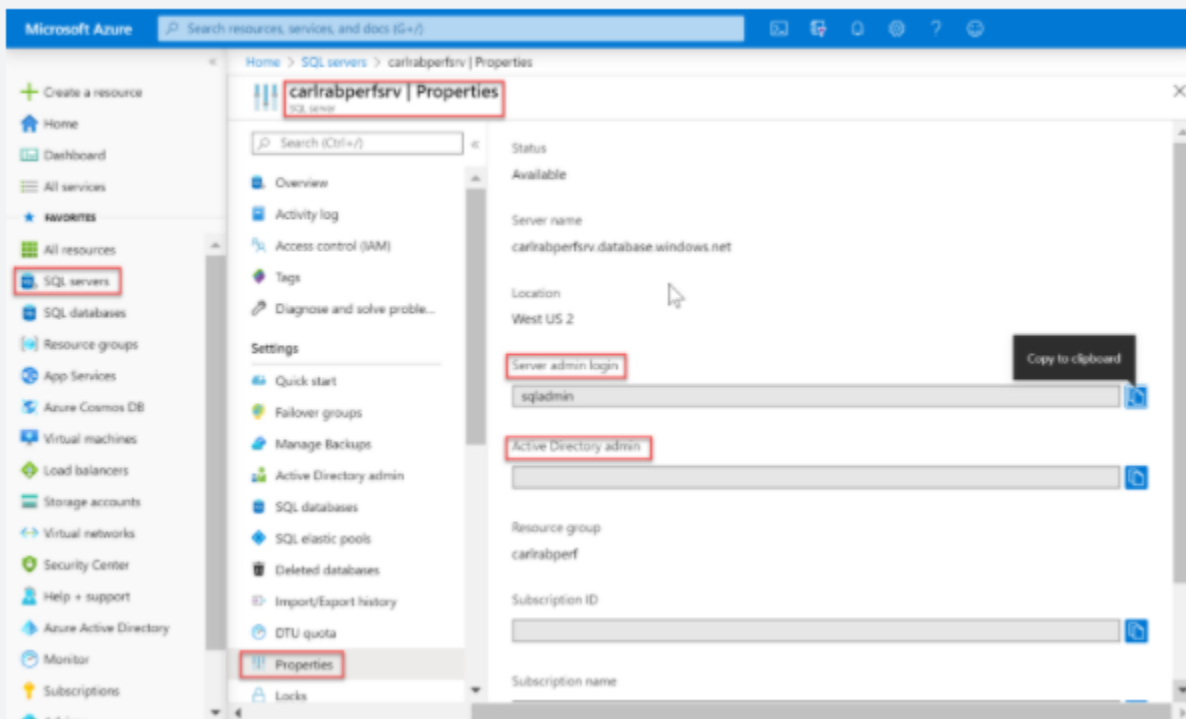 Microsoft Azure
Search resources, services, and docs (G+/)
Home > SQL servers > carlrabperfsrv | Properties
carlrabperfsrv | Properties
SQL server
Create a resource
Home
Dashboard
All services
FAVORITES
All resources
SQL servers
SQL databases
Resource groups
App Services
Azure Cosmos DB
Virtual machines
Load balancers
Storage accounts
Virtual networks
Security Center
Help + support
Azure Active Directory
Monitor
Subscriptions
Search (Ctrl+/)
Overview
Activity log
Access control (IAM)
Tags
Diagnose and solve proble...
Settings
Quick start
Failover groups
Manage Backups
Active Directory admin
SQL databases
SQL elastic pools
Deleted databases
Import/Export history
DTU quota
Properties
Locks
Status
Available
Server name
carlrabperfsrv.database.windows.net
Location
West US 2
Server admin login
Copy to clipboard
sqladmin
Active Directory admin
Resource group
carlrabperf
Subscription ID
Subscription name